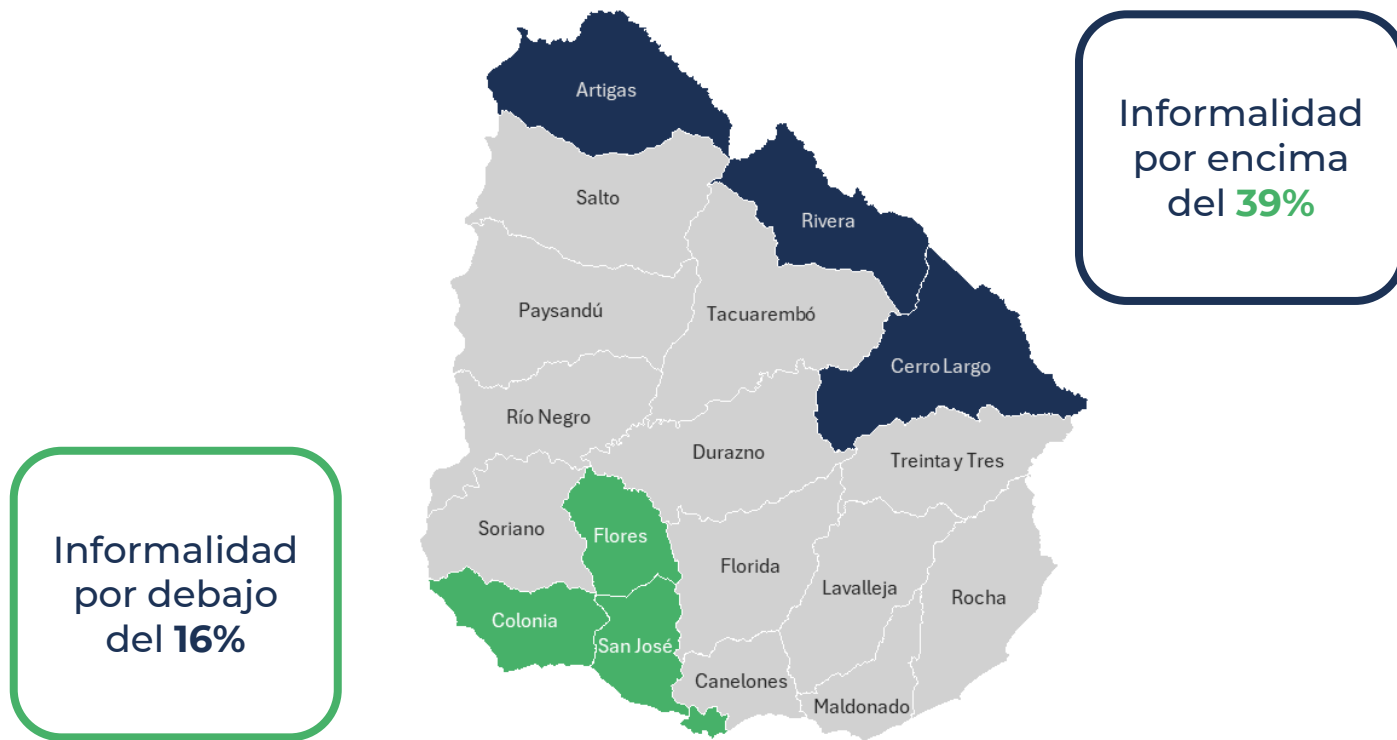 Artigas
Informalidad
por encima
del 39%
Salto
Rivera
Paysandú
Tacuarembó
Cerro Largo
Río Negro
Durazno
Treinta y Tres
Informalidad
por debajo
del 16%
Soriano
Flores
Florida
Lavalleja
Rocha
Colonia
San José
Canelones
Maldonado